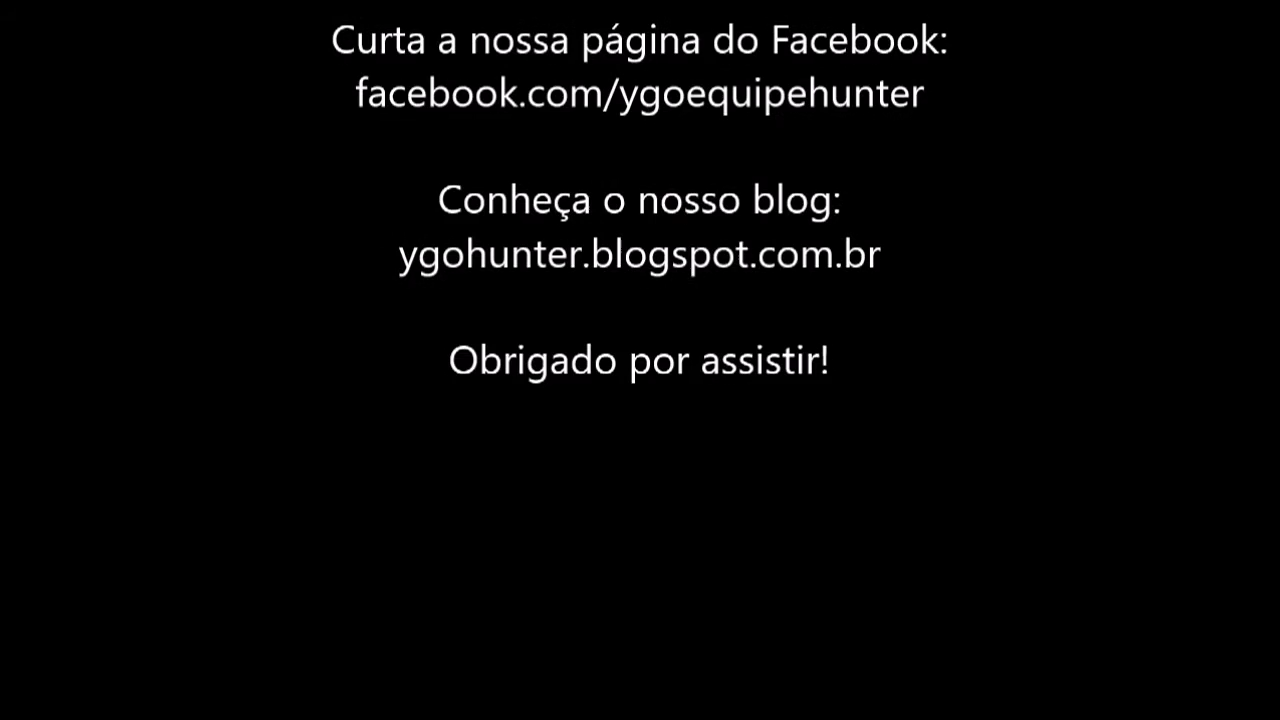 Curta a nossa página do Facebook:
facebook.com/ygoequipehunter
Conheça o nosso blog:
ygohunter.blogspot.com.br
Obrigado por assistir!